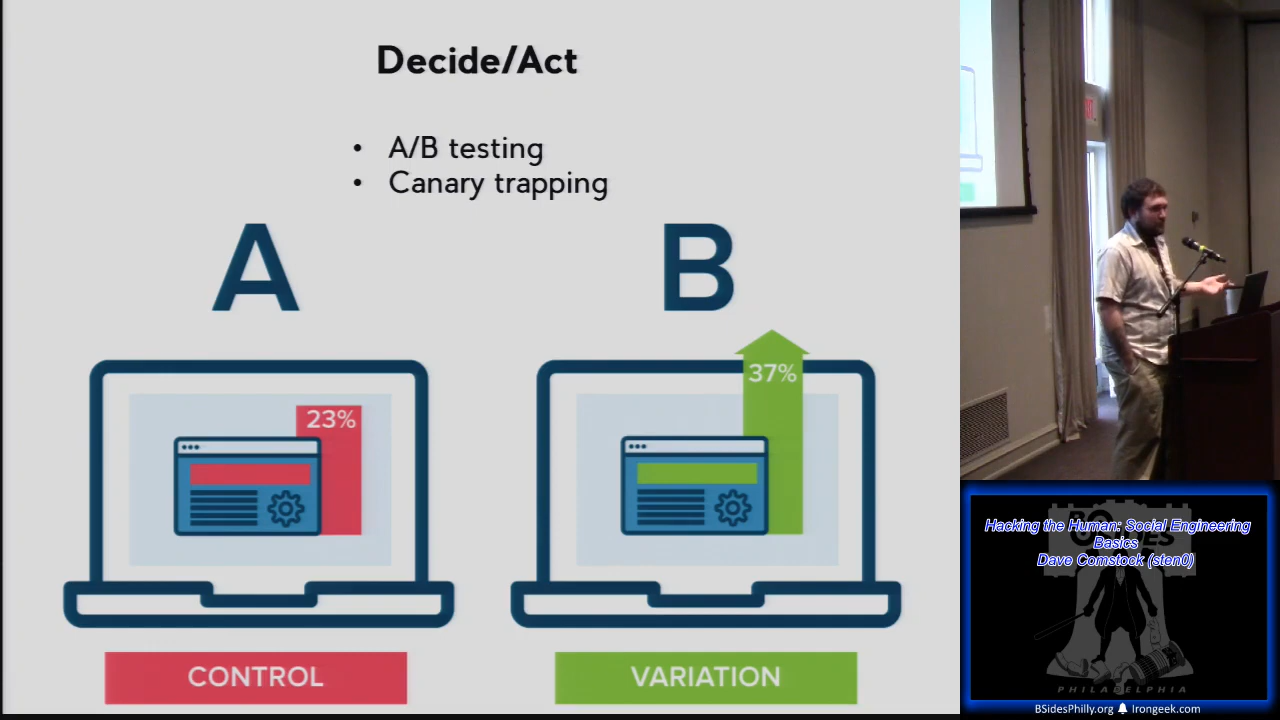 Decide/Act
• A/B testing
• Canary trapping
A
B
23%
37%
CONTROL
VARIATION
Hacking the Human: Social Engineering
Basics
Dave Comstock (sten0)
PHILADELPHIA
BSidesPhilly.org Irongeek.com